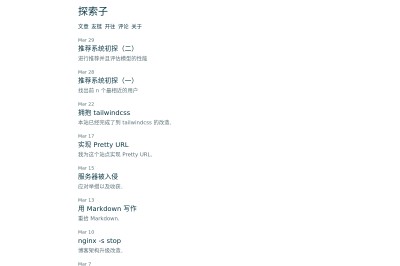 探索子
文章 友链 开往 评论 关于
Mar 29
推荐系统初探（二）
进行推荐并且评估模型的性能
Mar 28
推荐系统初探（一）
找出前 n 个最相近的用户
Mar 22
拥抱 tailwindcss
本站已经完成了到 tailwindcss 的改造。
Mar 17
实现 Pretty URL
我为这个站点实现 Pretty URL。
Mar 15
服务器被入侵
应对举措以及收获。
Mar 13
用 Markdown 写作
重拾 Markdown。
Mar 10
nginx -s stop
博客架构升级改造。
Mar 7